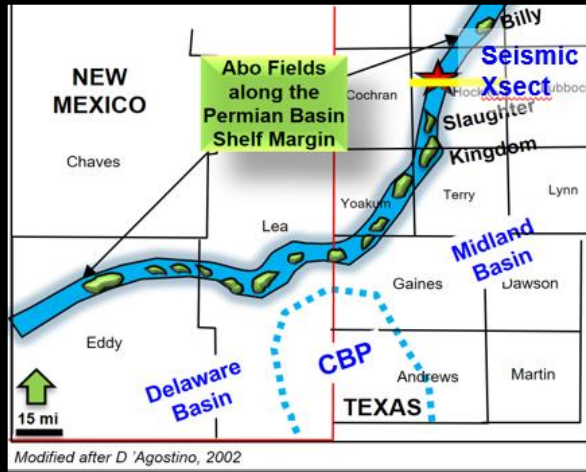 Billy
NEW
MEXICO
Abo Fields
along the
Permian Basin
Shelf Margin
Seismic
Xsect
Cochran
Slaughter
Kingdom
Chaves
Yoakum
Terry
Lynn
Lea
Midland
Basin
Gaines
Dawson
Eddy
CBP
Delaware
Basin
Andrews
Martin
TEXAS
15 mi
Modified after D 'Agostino, 2002